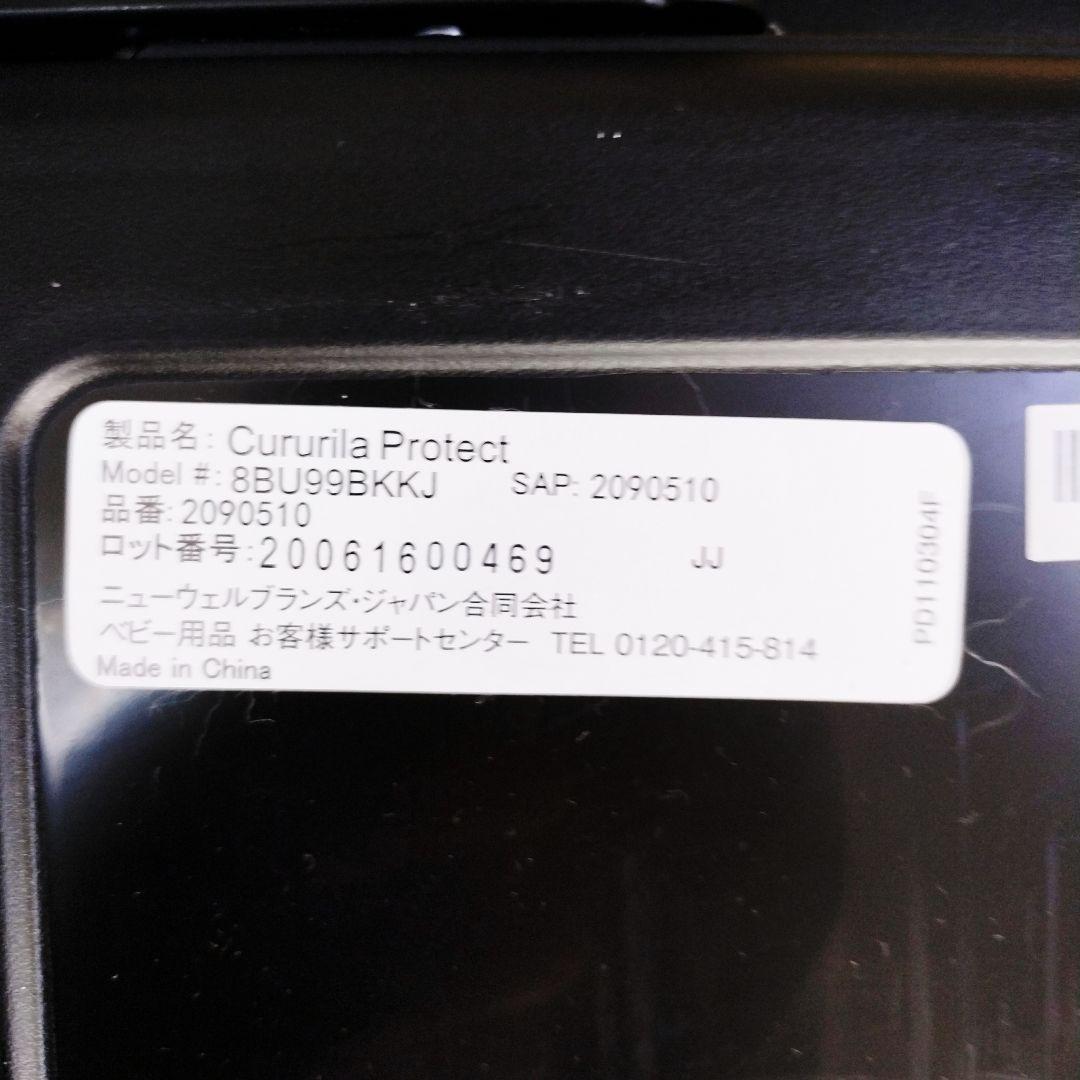 製品名: Cururila Protect
Model #: 8BU99BKKJ SAP: 2090510
品番: 2090510
ロット番号: 20061600469 JJ
ニューウェルブランズ・ジャパン合同会社
ベビー用品 お客様サポートセンター TEL 0120-415-814
Made in China
PD110304F